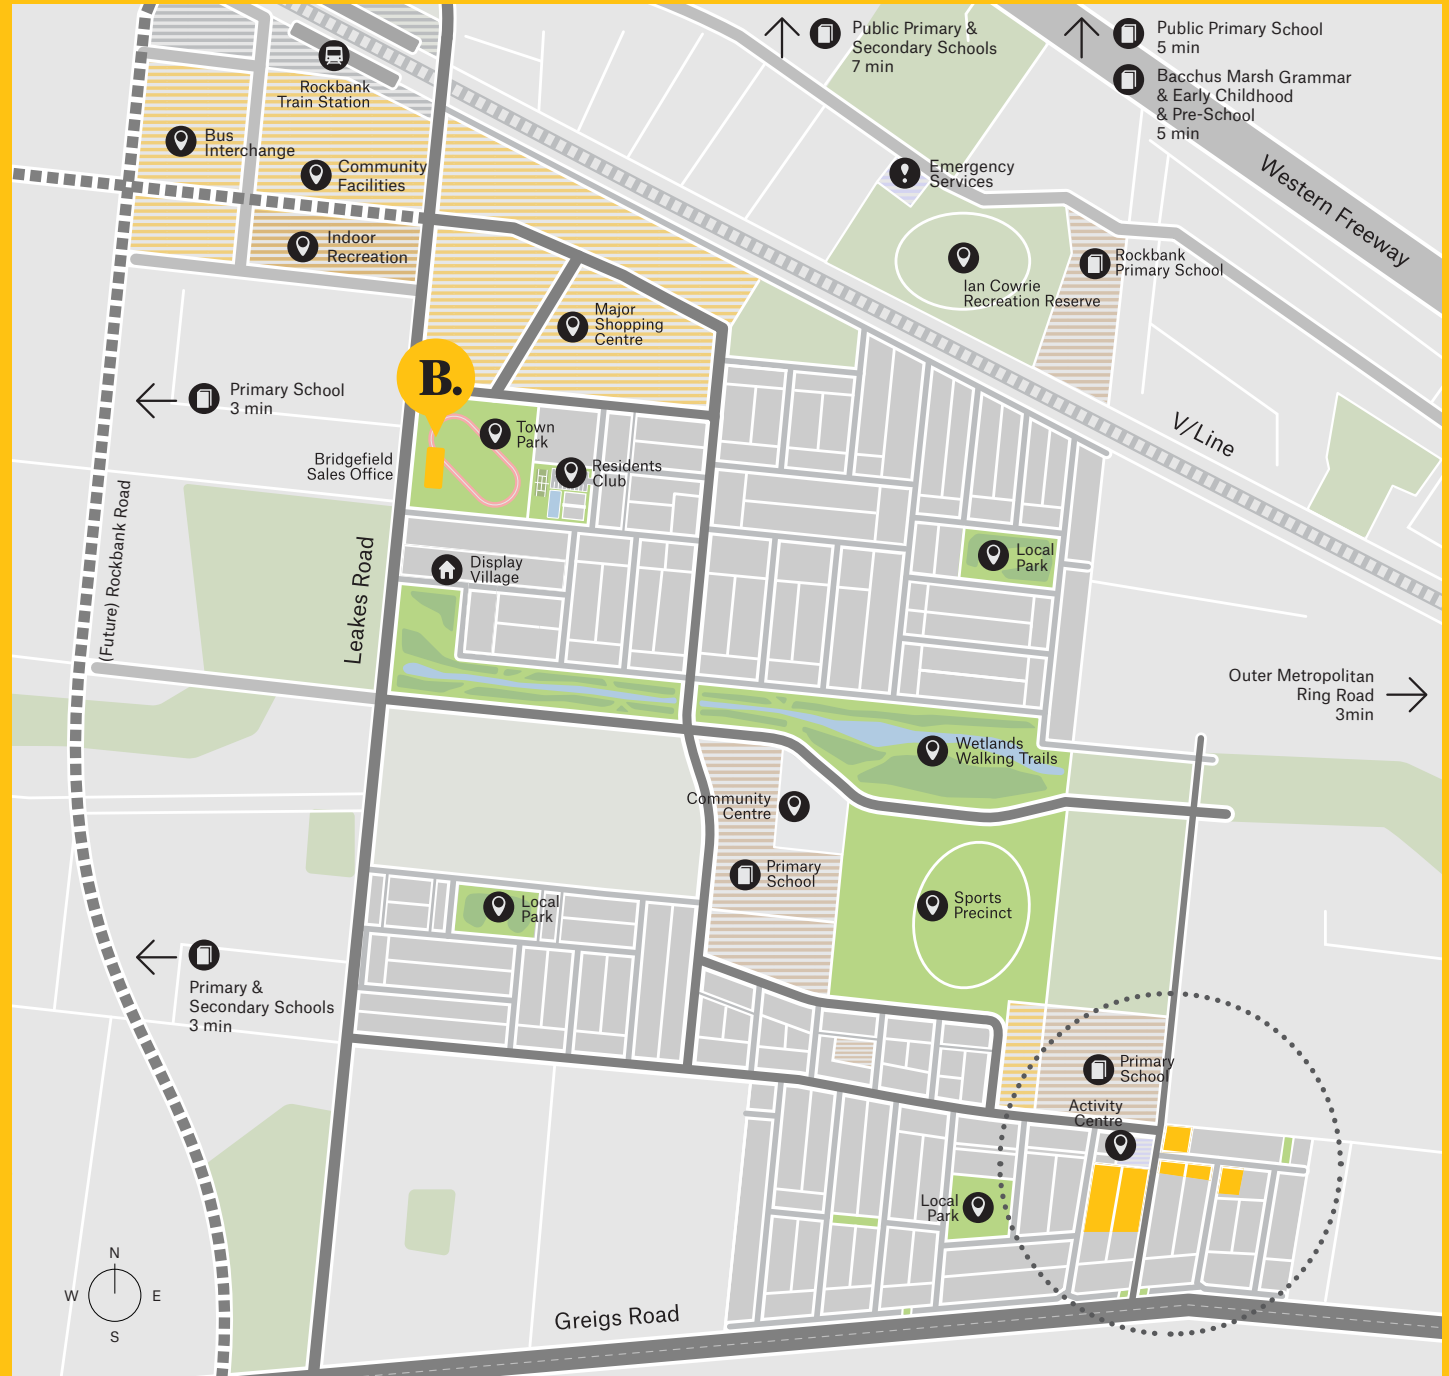 Public Primary &
Secondary Schools
7 min
Public Primary School
5 min
Bacchus Marsh Grammar
& Early Childhood
& Pre-School
5 min
Rockbank
Train Station
Bus
Interchange
Community
Facilities
Indoor
Recreation
Emergency
Services
Western Freeway
Ian Cowrie
Recreation Reserve
Rockbank
Primary School
Major
Shopping
Centre
B.
Primary School
3 min
V/Line
Town
Park
Bridgefield
Sales Office
Residents
Club
(Future) Rockbank Road
Leakes Road
Display
Village
Local
Park
Outer Metropolitan
Ring Road
3min
Wetlands
Walking Trails
Community
Centre
Primary
School
Sports
Precinct
Local
Park
Primary &
Secondary Schools
3 min
Primary
School
Activity
Centre
Local
Park
N
W
E
S
Greigs Road